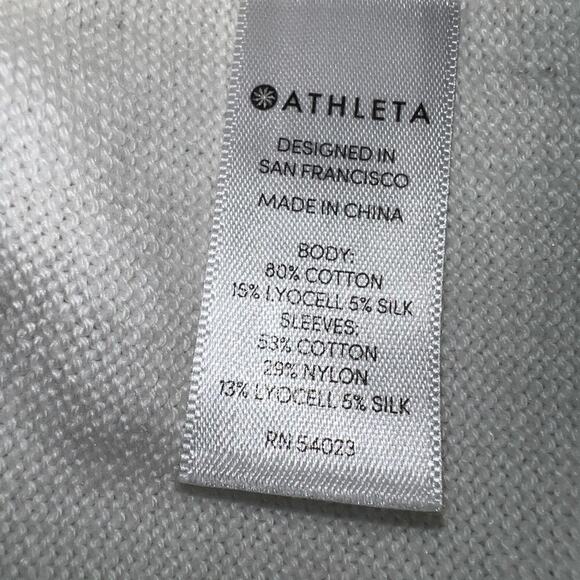 ATHLETA
DESIGNED IN
SAN FRANCISCO
MADE IN CHINA
BODY:
80% COTTON
15% LYOCELL 5% SILK
SLEEVES:
53% COTTON
29% NYLON
13% LYOCELL 5% SILK
RN 54023